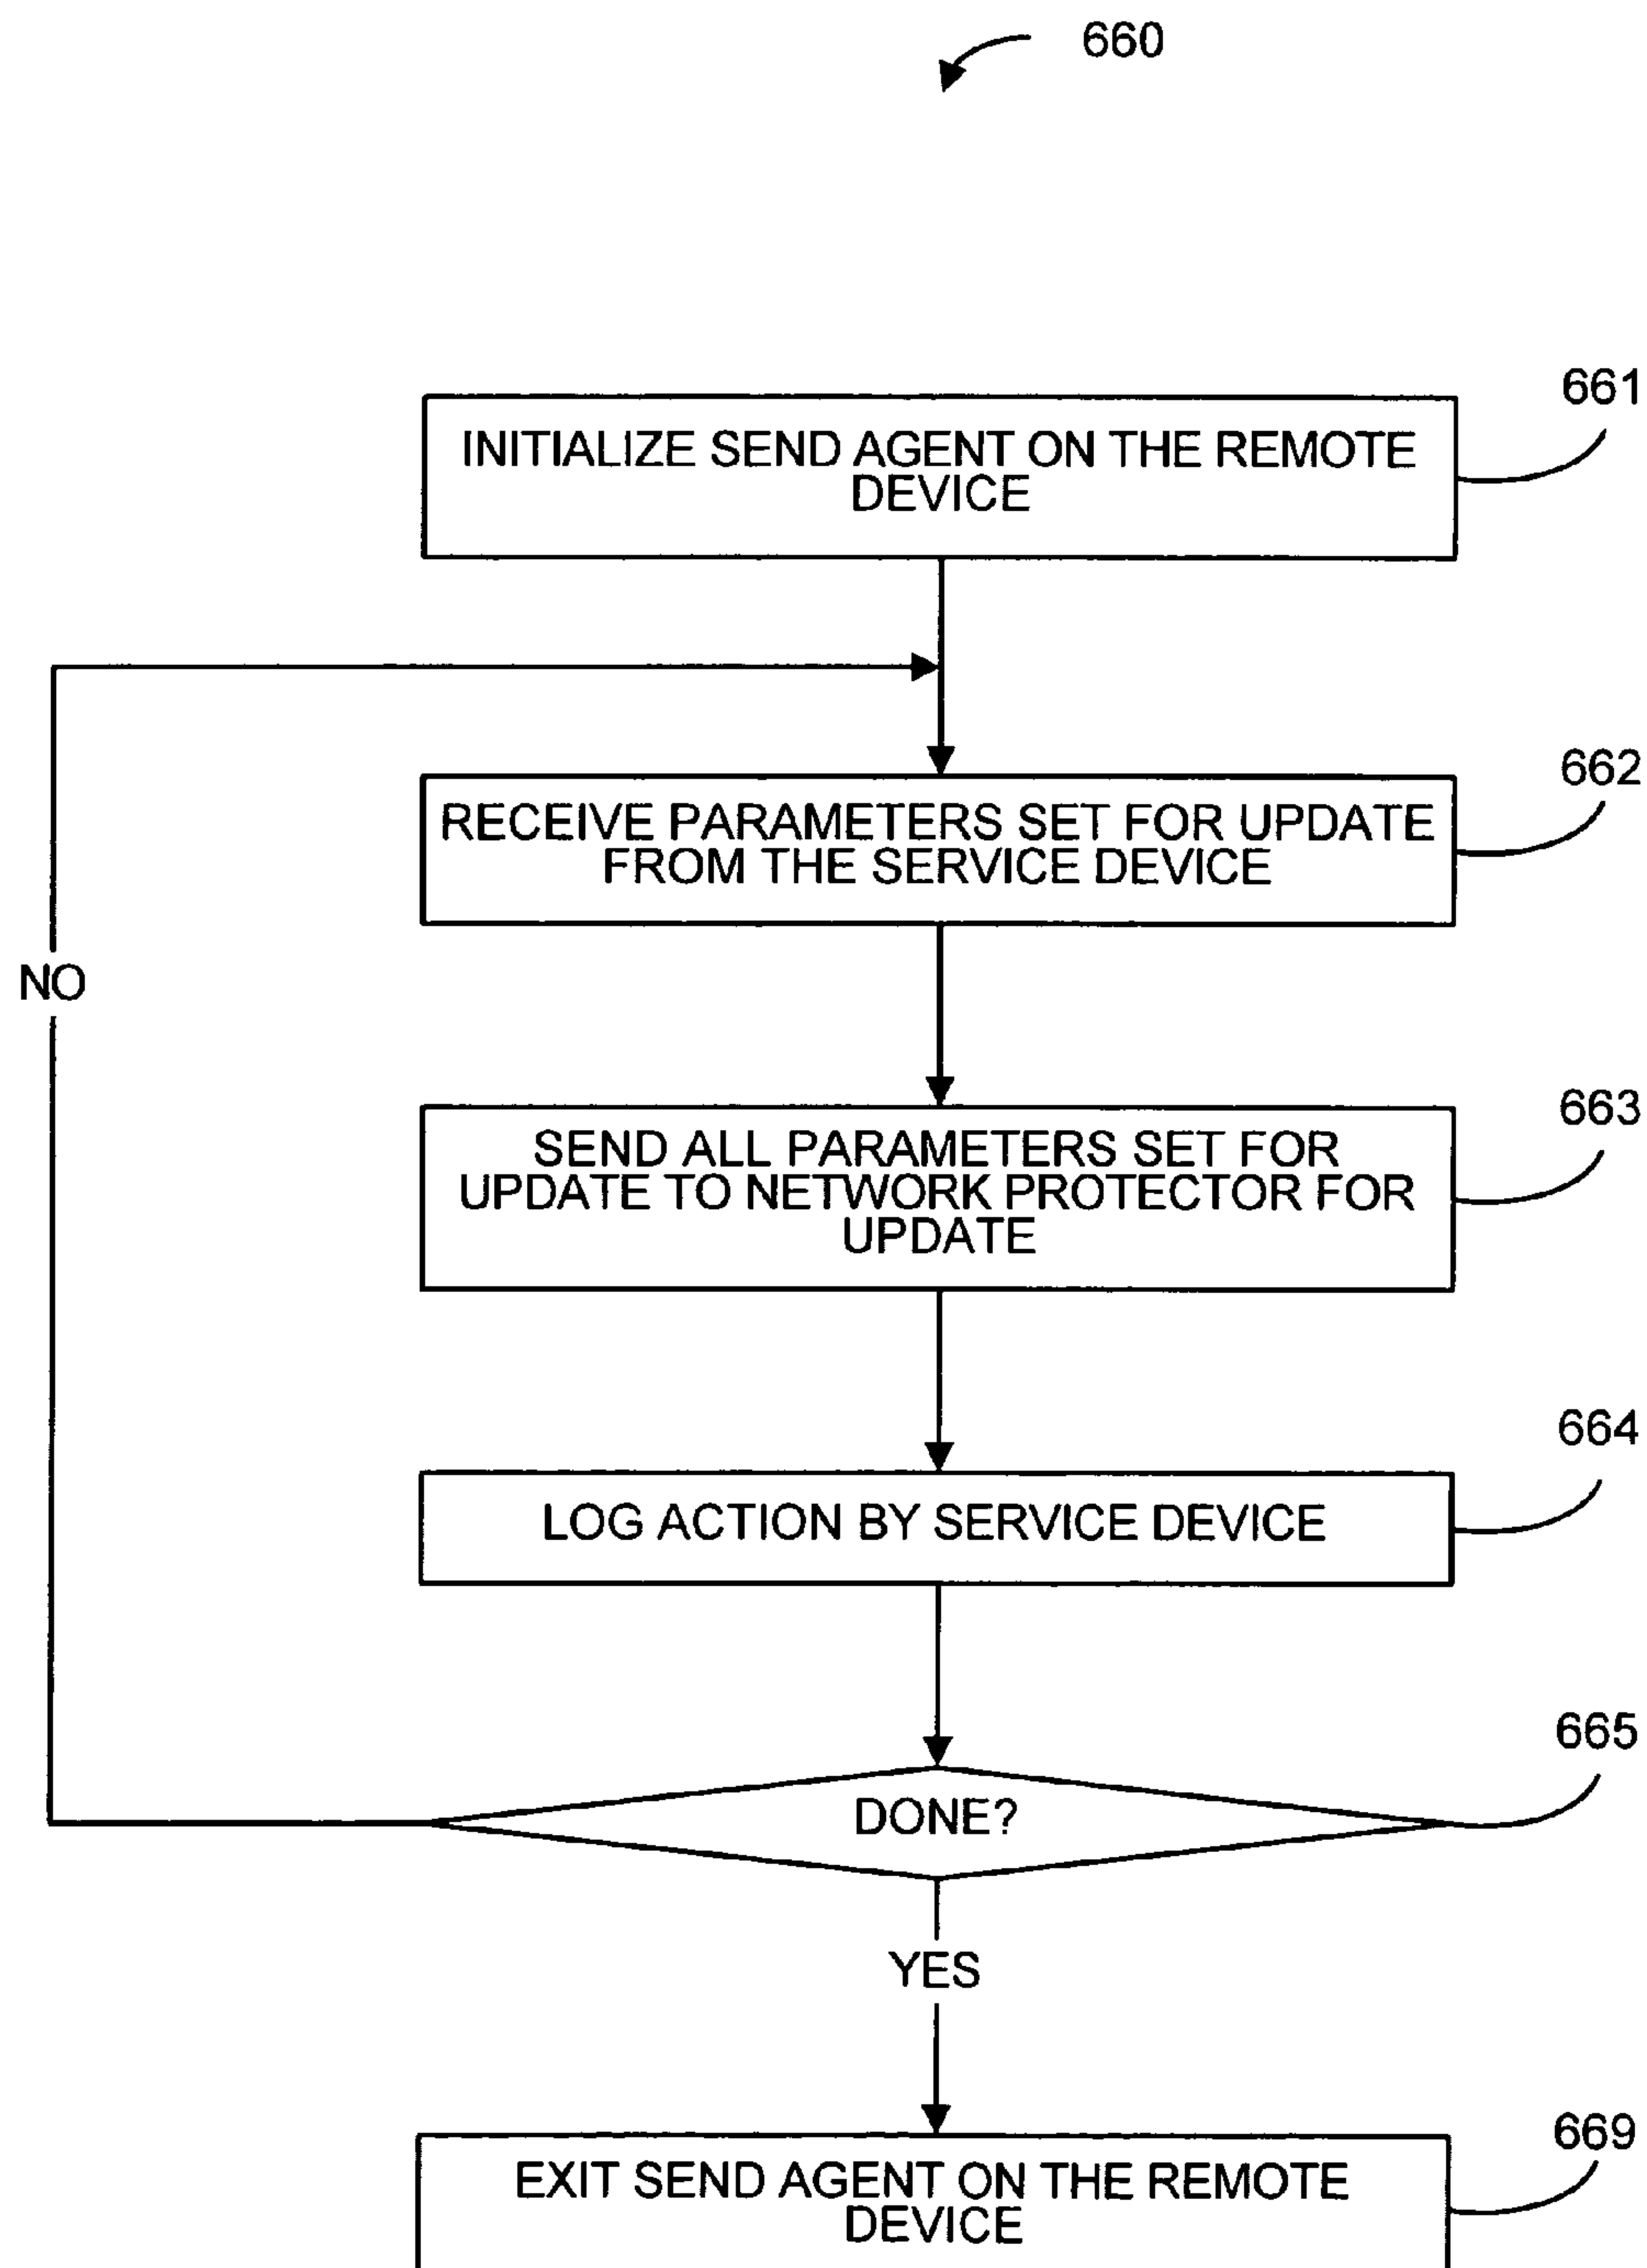 660
661
INITIALIZE SEND AGENT ON THE REMOTE
DEVICE
662
RECEIVE PARAMETERS SET FOR UPDATE
FROM THE SERVICE DEVICE
NO
663
SEND ALL PARAMETERS SET FOR
UPDATE TO NETWORK PROTECTOR FOR
UPDATE
664
LOG ACTION BY SERVICE DEVICE
665
DONE?
YES
669
EXIT SEND AGENT ON THE REMOTE
DEVICE